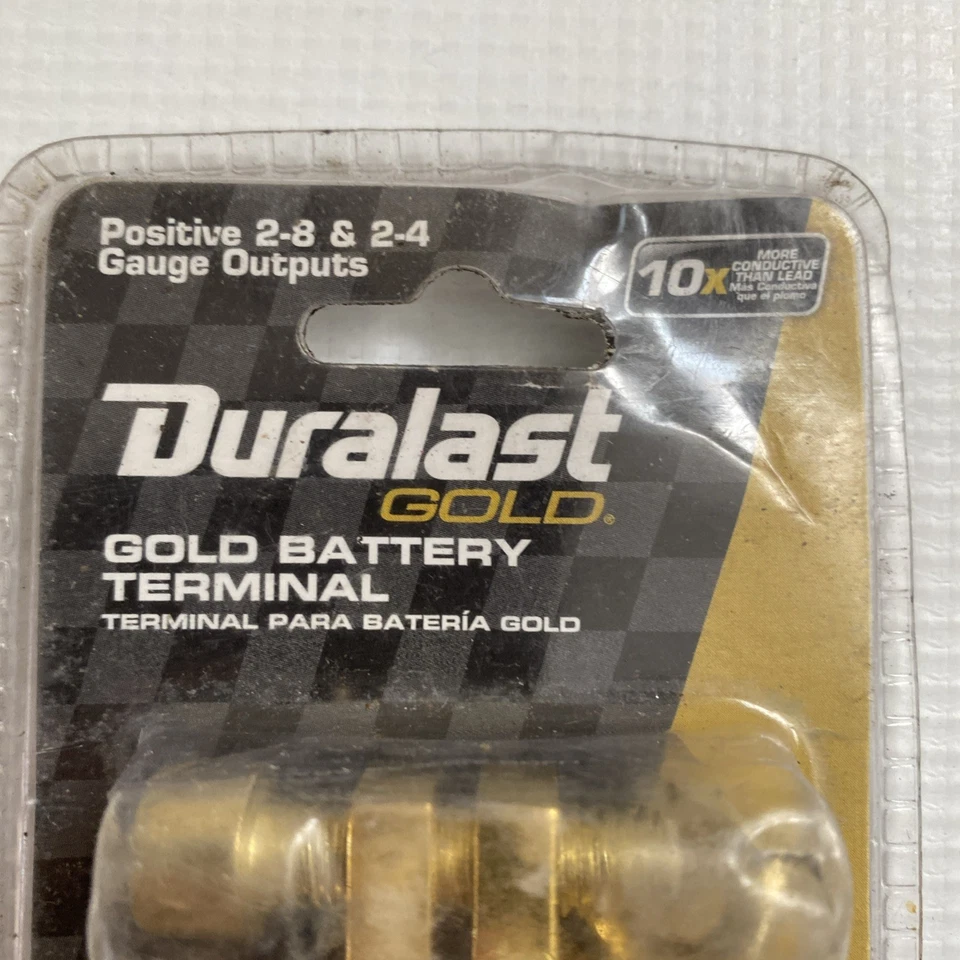 Positive 2-8 & 2-4
Gauge Outputs
10x
MORE
CONDUCTIVE
THAN LEAD
Más Conductiva
que el plomo
Duralast
GOLD®
GOLD BATTERY
TERMINAL
TERMINAL PARA BATERÍA GOLD